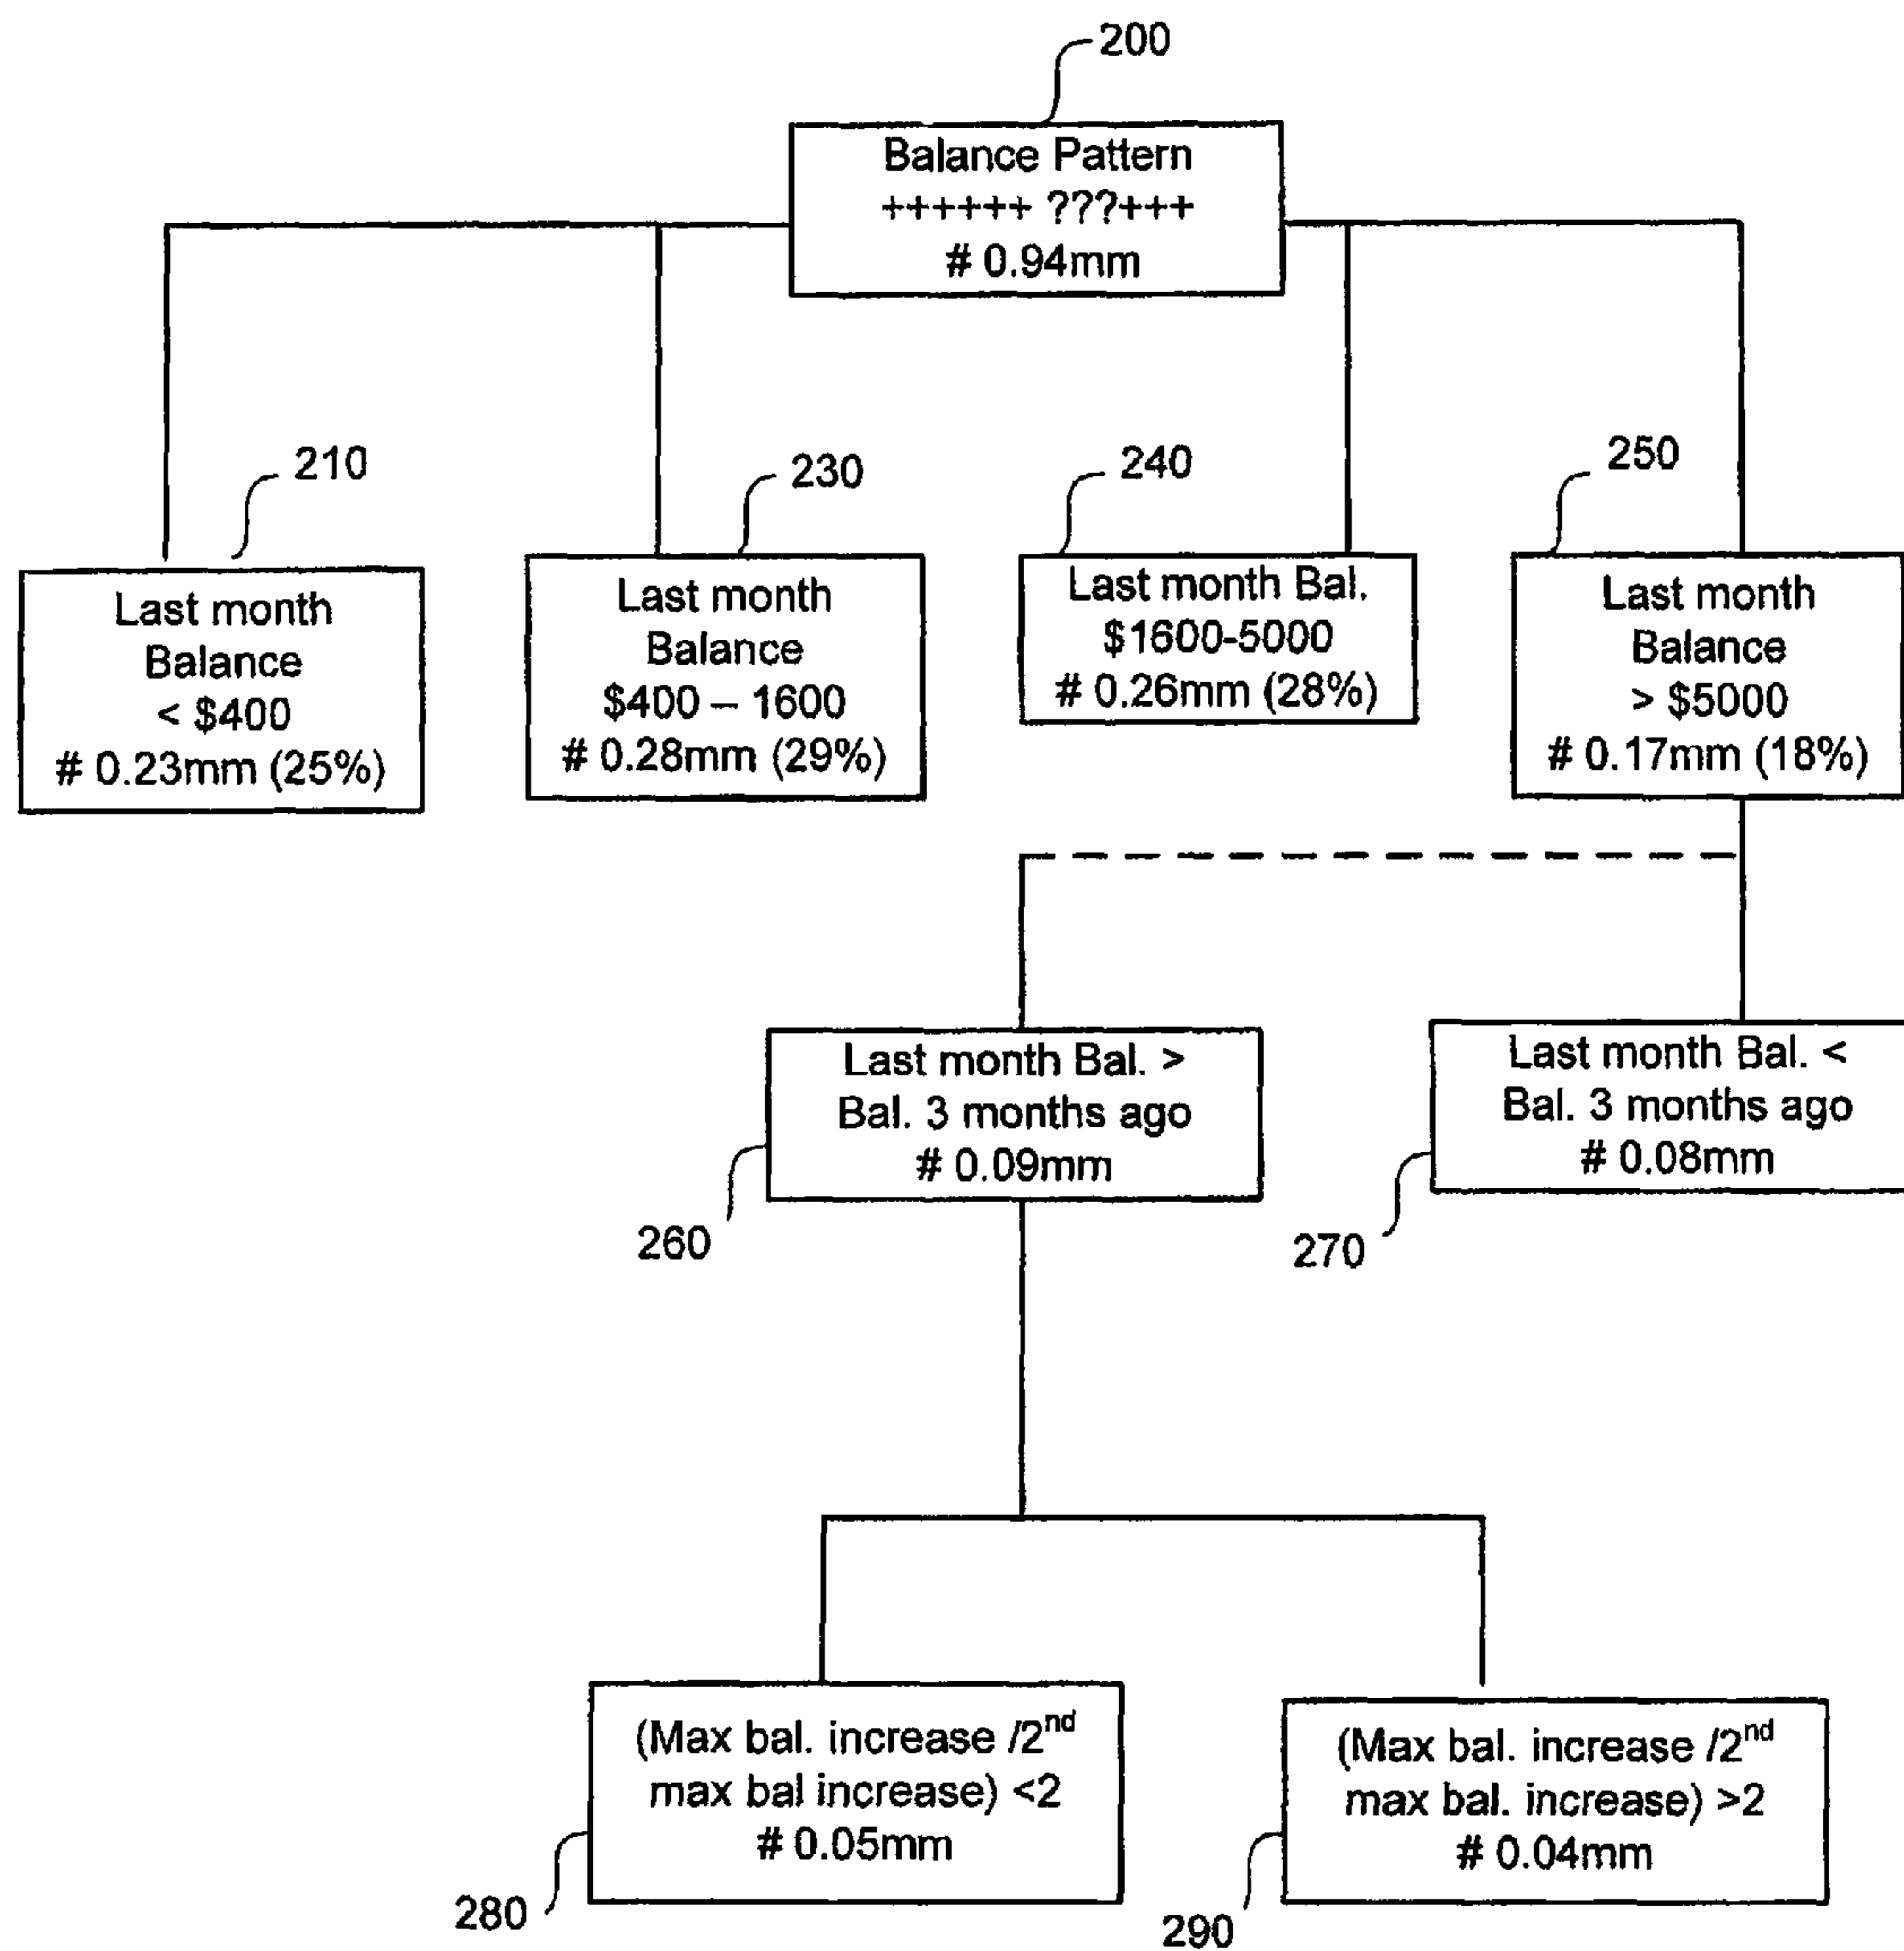 200
Balance Pattern
++++++ ???+++
# 0.94mm
210
230
240
250
Last month
Balance
< $400
# 0.23mm (25%)
Last month
Balance
$400 – 1600
# 0.28mm (29%)
Last month Bal.
$1600-5000
# 0.26mm (28%)
Last month
Balance
> $5000
# 0.17mm (18%)
Last month Bal. >
Bal. 3 months ago
# 0.09mm
260
Last month Bal. <
Bal. 3 months ago
# 0.08mm
270
(Max bal. increase /2nd
max bal increase) <2
# 0.05mm
280
(Max bal. increase /2nd
max bal. increase) >2
# 0.04mm
290